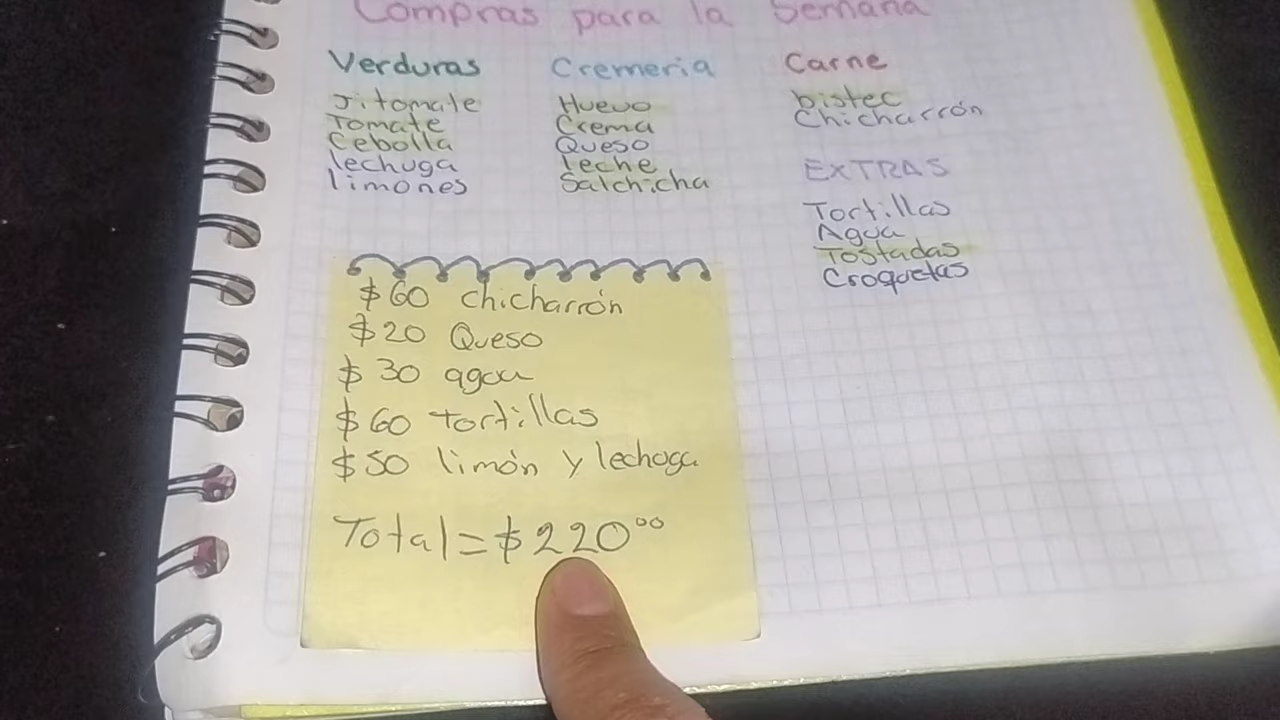 Compras para la Semana
Verduras
Jitomate
Tomate
Cebolla
lechuga
limones
Cremeria
Huevo
Crema
Queso
leche
Salchicha
Carne
bistec
Chicharrón
EXTRAS
Tortillas
Agua
Tostadas
Croquetas
$60 chicharrón
$20 Queso
$30 agua
$60 tortillas
$50 limón y lechuga
Total=$220⁰⁰